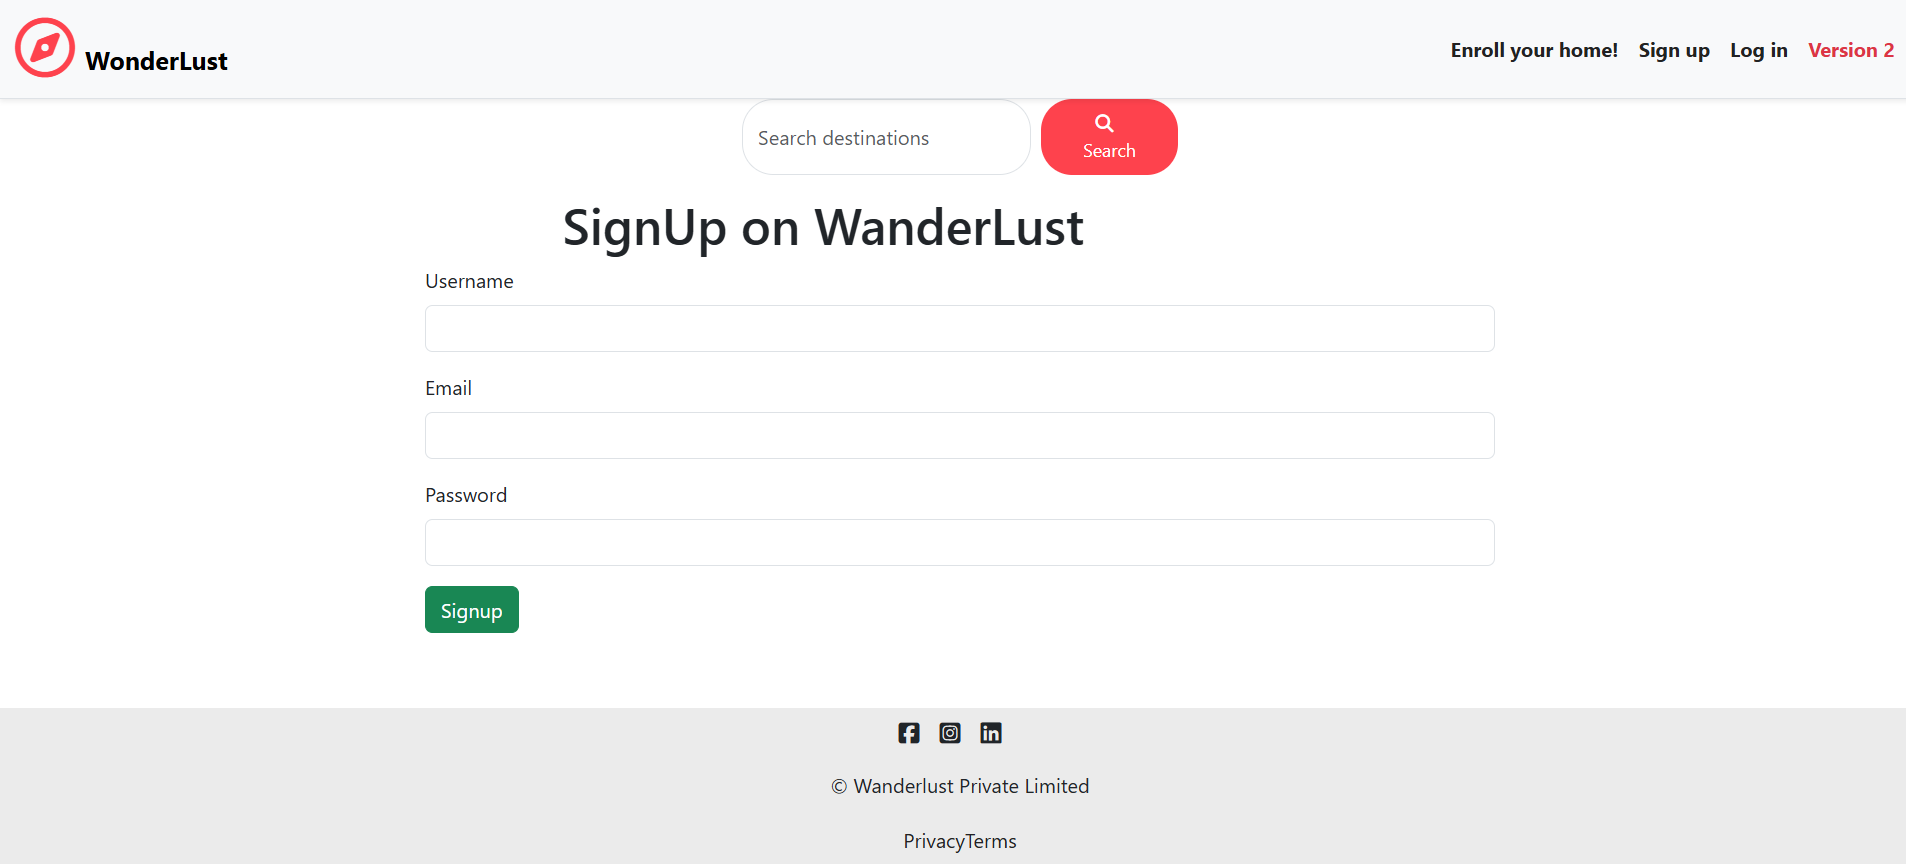 WonderLust
Enroll your home! Sign up Log in Version 2
Search destinations
Search
SignUp on WanderLust
Username
Email
Password
Signup
© Wanderlust Private Limited
PrivacyTerms